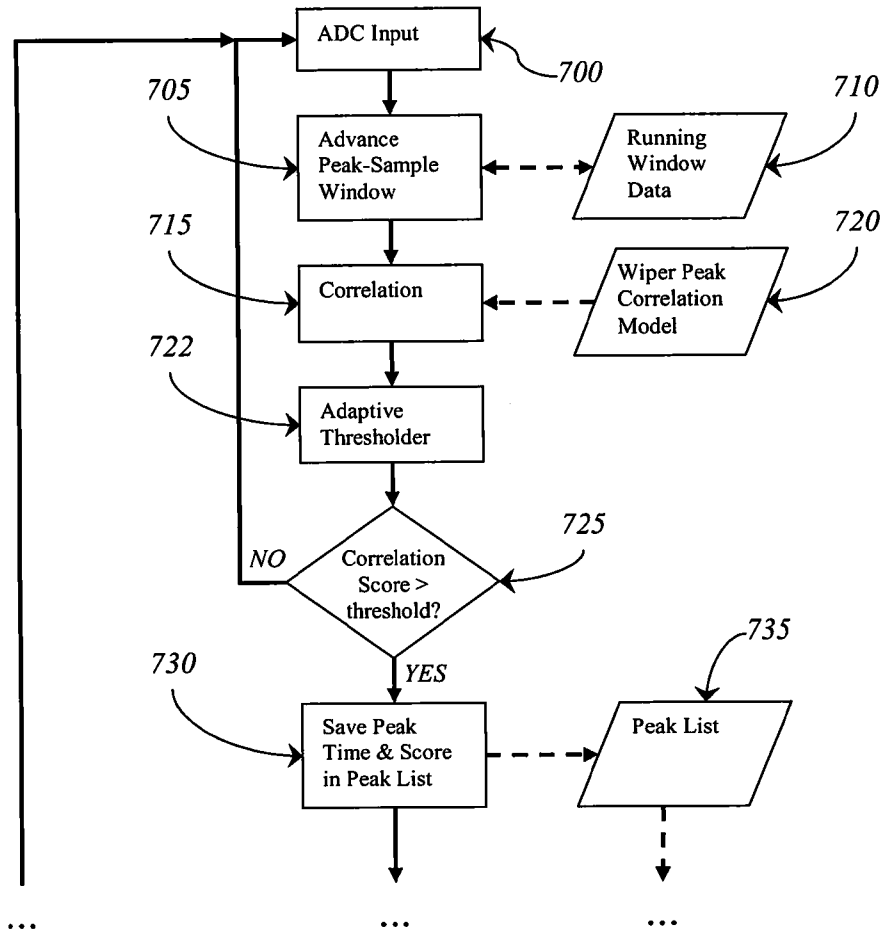 ADC Input
700
705
Advance
Peak-Sample
Window
Running
Window
Data
710
715
Correlation
Wiper Peak
Correlation
Model
720
722
Adaptive
Thresholder
NO
Correlation
Score >
threshold?
725
YES
730
Save Peak
Time & Score
in Peak List
735
Peak List
...
...
...